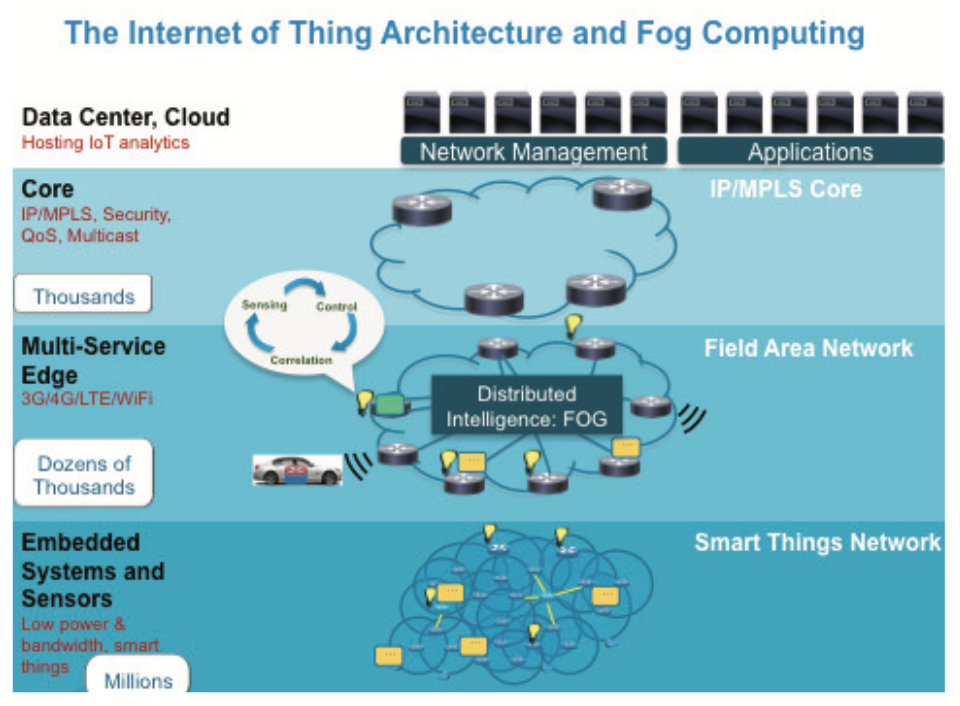 The Internet of Thing Architecture and Fog Computing
Data Center, Cloud
Hosting IoT analytics
Network Management
Applications
Core
IP/MPLS, Security,
QoS, Multicast
IP/MPLS Core
Thousands
Sensing
Control
Correlation
Multi-Service
Edge
3G/4G/LTE/WiFi
Field Area Network
Distributed
Intelligence: FOG
Dozens of
Thousands
Embedded
Systems and
Sensors
Low power &
bandwidth, smart
things
Smart Things Network
Millions